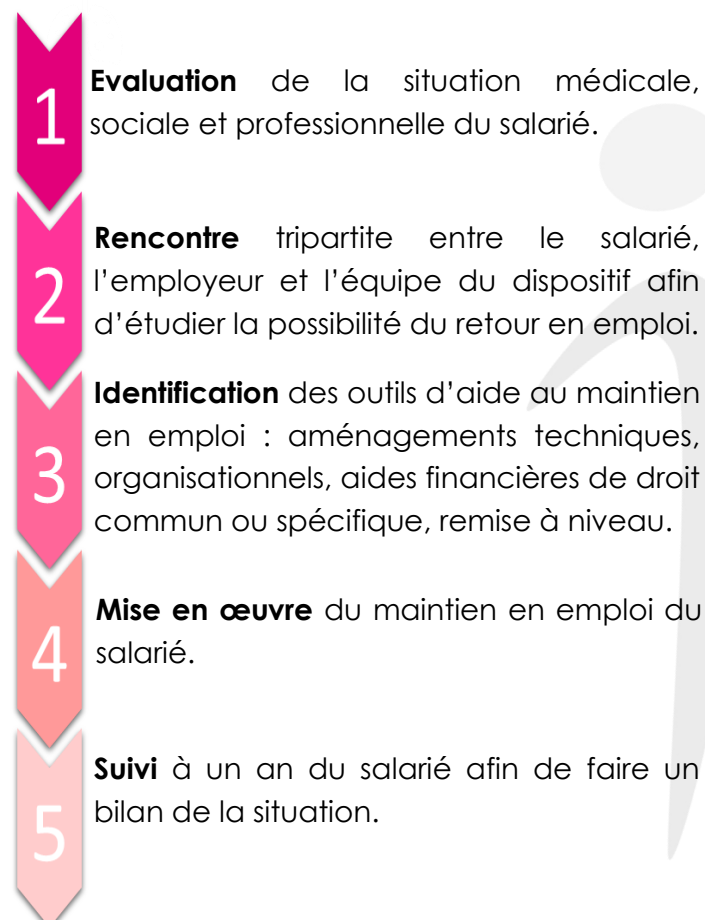 1
Evaluation de la situation médicale,
sociale et professionnelle du salarié.
2
Rencontre tripartite entre le salarié,
l'employeur et l'équipe du dispositif afin
d'étudier la possibilité du retour en emploi.
3
Identification des outils d'aide au maintien
en emploi : aménagements techniques,
organisationnels, aides financières de droit
commun ou spécifique, remise à niveau.
4
Mise en œuvre du maintien en emploi du
salarié.
5
Suivi à un an du salarié afin de faire un
bilan de la situation.